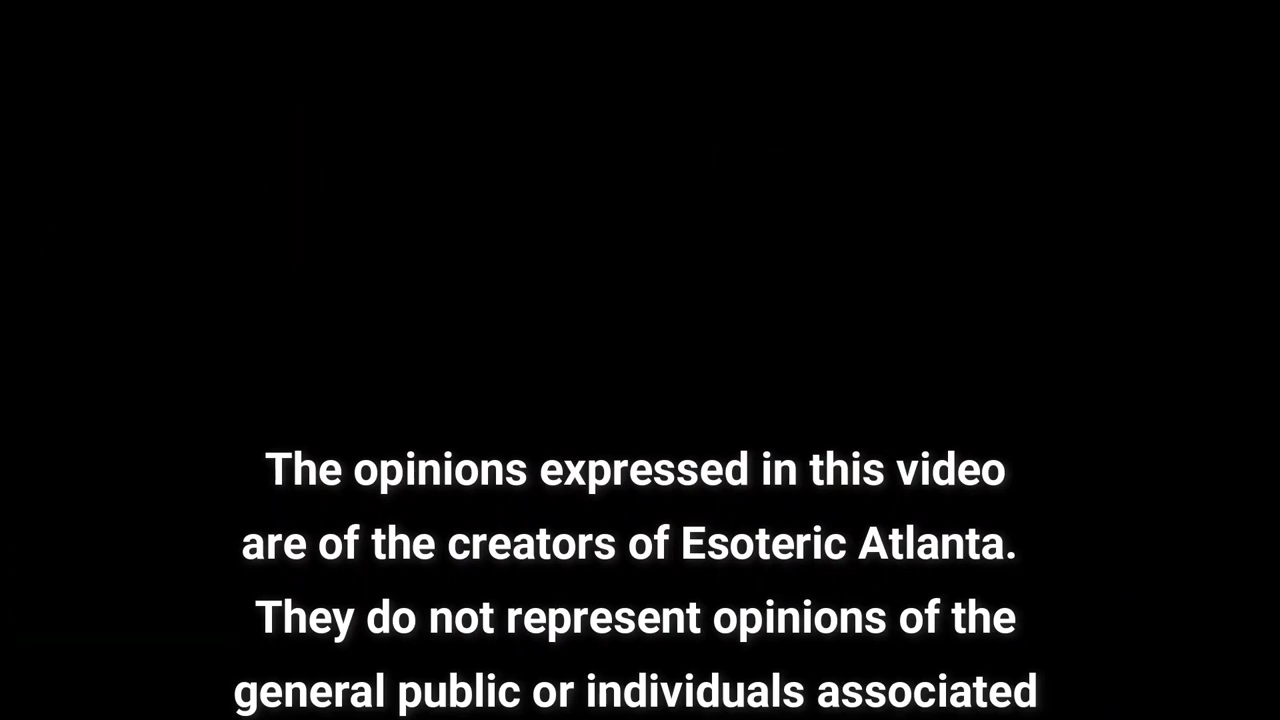 The opinions expressed in this video
are of the creators of Esoteric Atlanta.
They do not represent opinions of the
general public or individuals associated